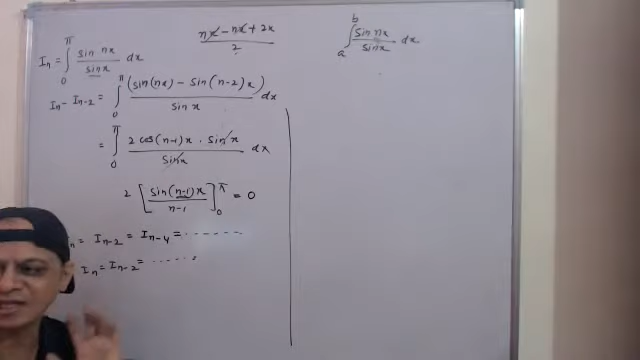 I_n = ∫_0^π (sin nx / sin x) dx
(nx - nx + 2x) / 2
I_n - I_{n-2} = ∫_0^π ((sin(nx) - sin(n-2)x) / sin x) dx
= ∫_0^π (2 cos(n-1)x . sin x / sin x) dx
2 [sin(n-1)x / (n-1)]_0^π = 0
I_n = I_{n-2} = I_{n-4} = .......
I_n = I_{n-2} = ......
∫_a^b (sin nx / sin x) dx